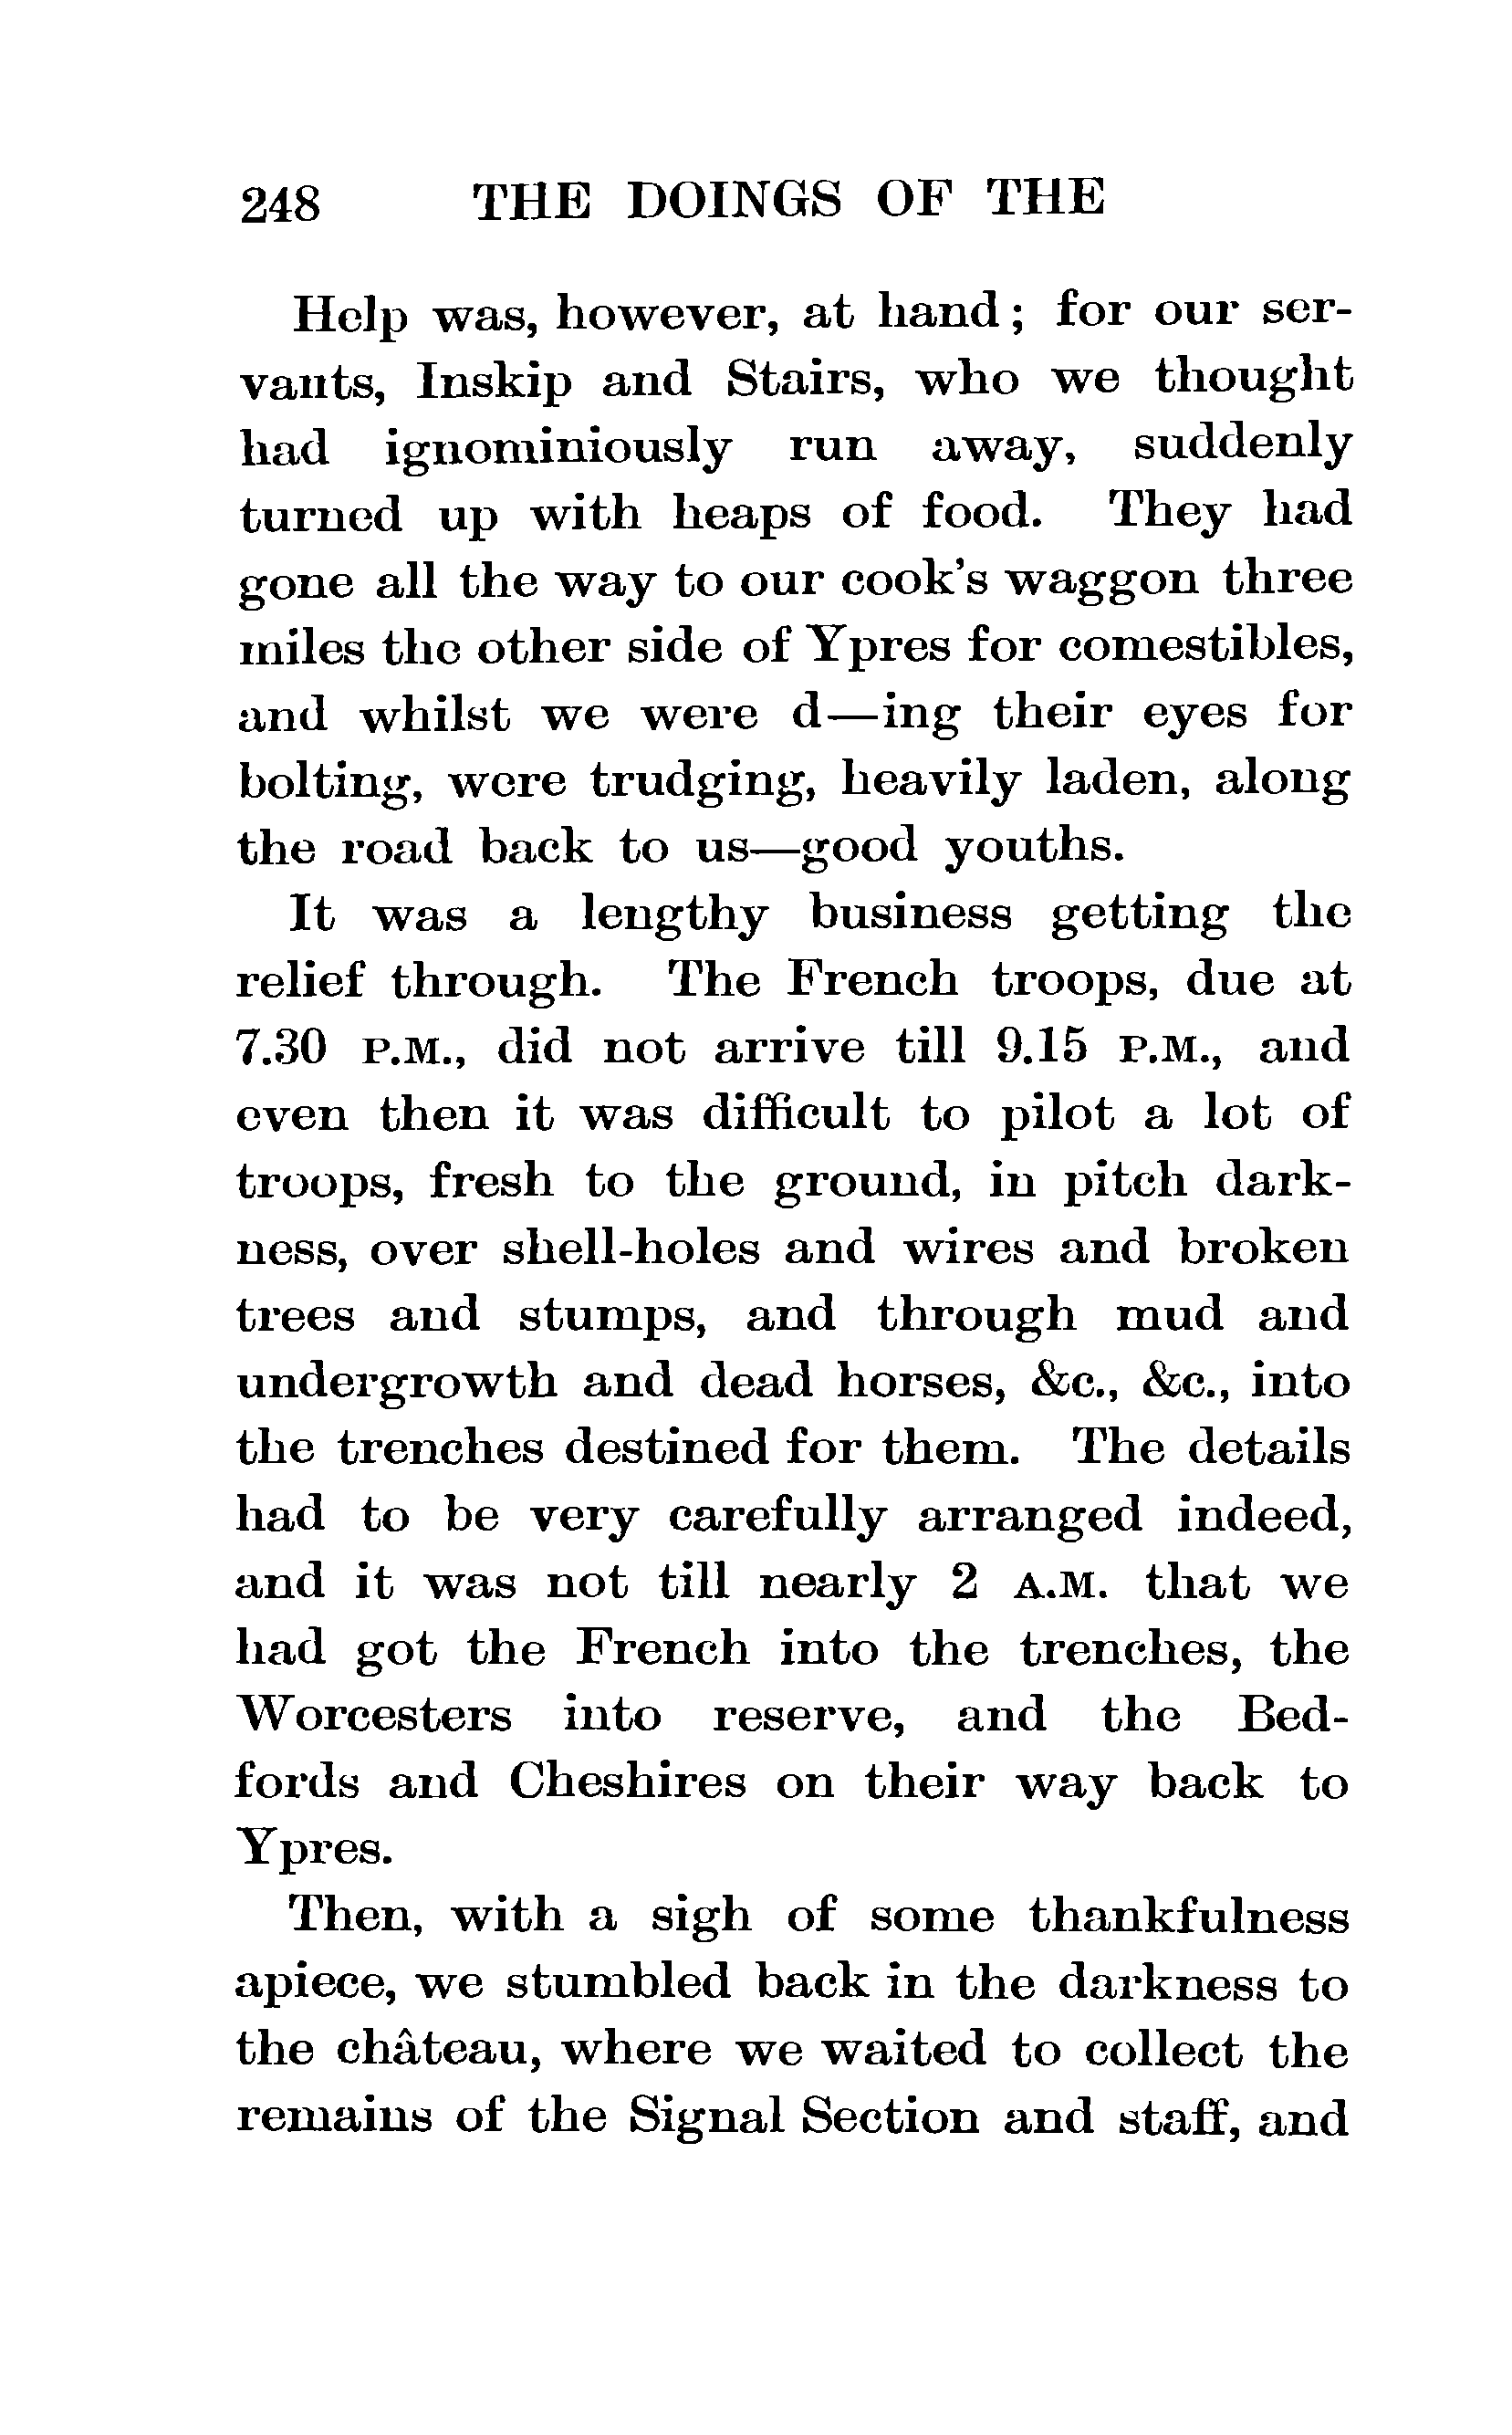 248 THE DOINGS OF THE
Help was, however, at hand; for our ser-
vants, Inskip and Stairs, who we thought
had ignominiously run away, suddenly
turned up with heaps of food. They had
gone all the way to our cook's waggon three
miles the other side of Ypres for comestibles,
and whilst we were d—ing their eyes for
bolting, were trudging, heavily laden, along
the road back to us—good youths.
It was a lengthy business getting the
relief through. The French troops, due at
7.30 P.M., did not arrive till 9.15 P.M., and
even then it was difficult to pilot a lot of
troops, fresh to the ground, in pitch dark-
ness, over shell-holes and wires and broken
trees and stumps, and through mud and
undergrowth and dead horses, &c., &c., into
the trenches destined for them. The details
had to be very carefully arranged indeed,
and it was not till nearly 2 A.M. that we
had got the French into the trenches, the
Worcesters into reserve, and the Bed-
fords and Cheshires on their way back to
Ypres.
Then, with a sigh of some thankfulness
apiece, we stumbled back in the darkness to
the château, where we waited to collect the
remains of the Signal Section and staff, and